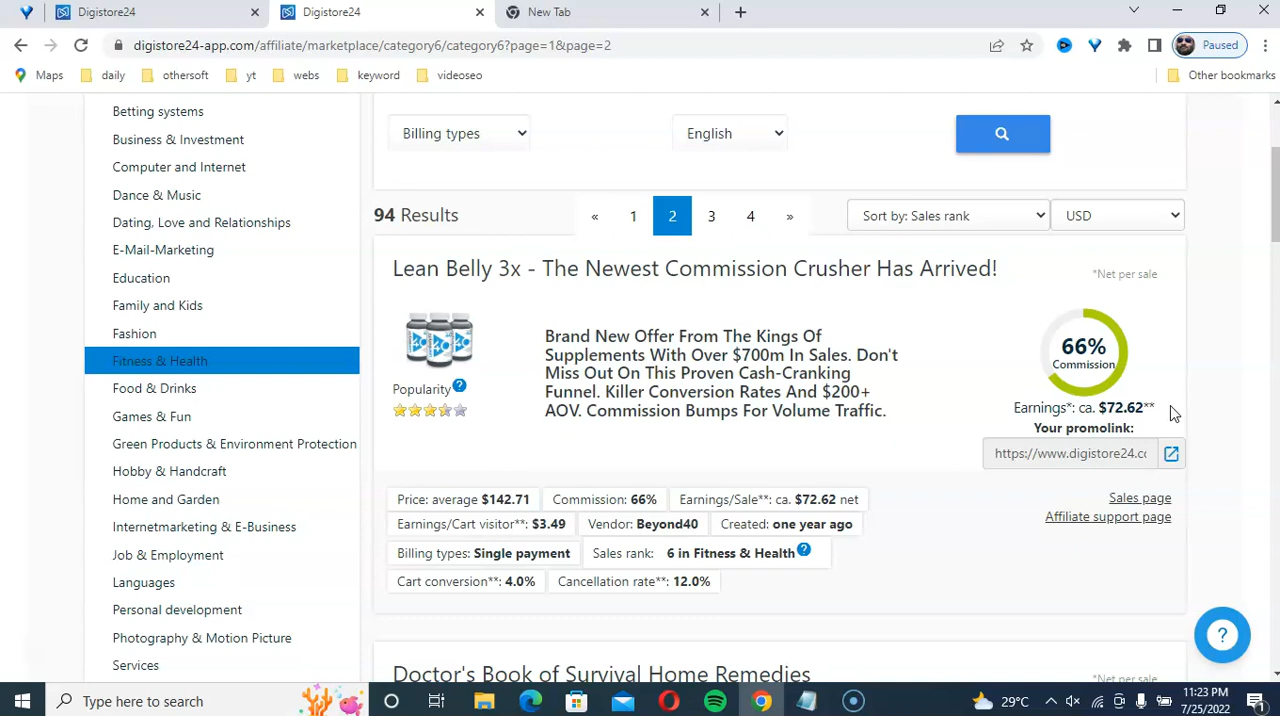 Digistore24
Digistore24
New Tab
digistore24-app.com/affiliate/marketplace/category6/category6?page=1&page=2
Paused
Maps
daily
othersoft
yt
webs
keyword
videoseo
Other bookmarks
Betting systems
Business & Investment
Computer and Internet
Dance & Music
Dating, Love and Relationships
E-Mail-Marketing
Education
Family and Kids
Fashion
Fitness & Health
Food & Drinks
Games & Fun
Green Products & Environment Protection
Hobby & Handcraft
Home and Garden
Internetmarketing & E-Business
Job & Employment
Languages
Personal development
Photography & Motion Picture
Services
Billing types
English
94 Results
« 1 2 3 4 »
Sort by: Sales rank
USD
Lean Belly 3x - The Newest Commission Crusher Has Arrived!
*Net per sale
Popularity ?
Brand New Offer From The Kings Of
Supplements With Over $700m In Sales. Don't
Miss Out On This Proven Cash-Cranking
Funnel. Killer Conversion Rates And $200+
AOV. Commission Bumps For Volume Traffic.
66%
Commission
Earnings*: ca. $72.62**
Your promolink:
https://www.digistore24.cc
Price: average $142.71
Commission: 66%
Earnings/Sale**: ca. $72.62 net
Earnings/Cart visitor**: $3.49
Vendor: Beyond40
Created: one year ago
Billing types: Single payment
Sales rank: 6 in Fitness & Health ?
Cart conversion**: 4.0%
Cancellation rate**: 12.0%
Sales page
Affiliate support page
?
Doctor's Book of Survival Home Remedies
*Net per sale
Type here to search
29°C
11:23 PM
7/25/2022
1